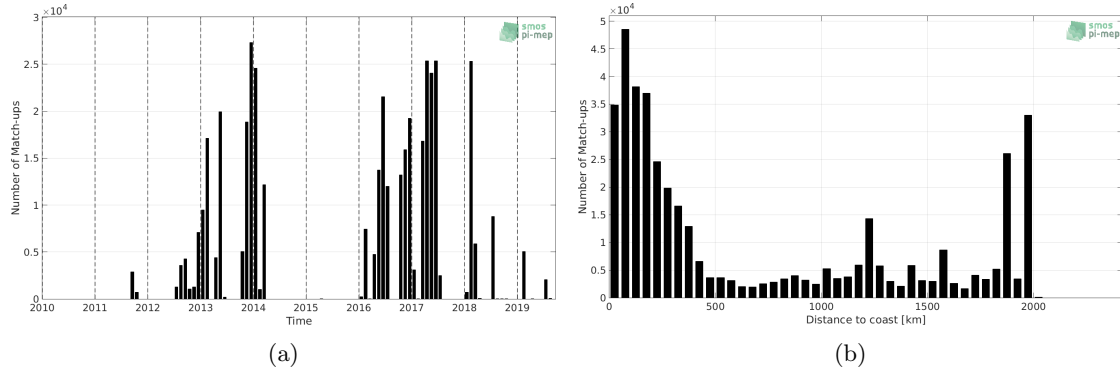 ×10⁴
3
2.5
2
1.5
1
0.5
0
Number of Match-ups
2010 2011 2012 2013 2014 2015 2016 2017 2018 2019
Time
smos
pi-mep
(a)
×10⁴
5
4.5
4
3.5
3
2.5
2
1.5
1
0.5
0
Number of Match-ups
0 500 1000 1500 2000
Distance to coast [km]
smos
pi-mep
(b)